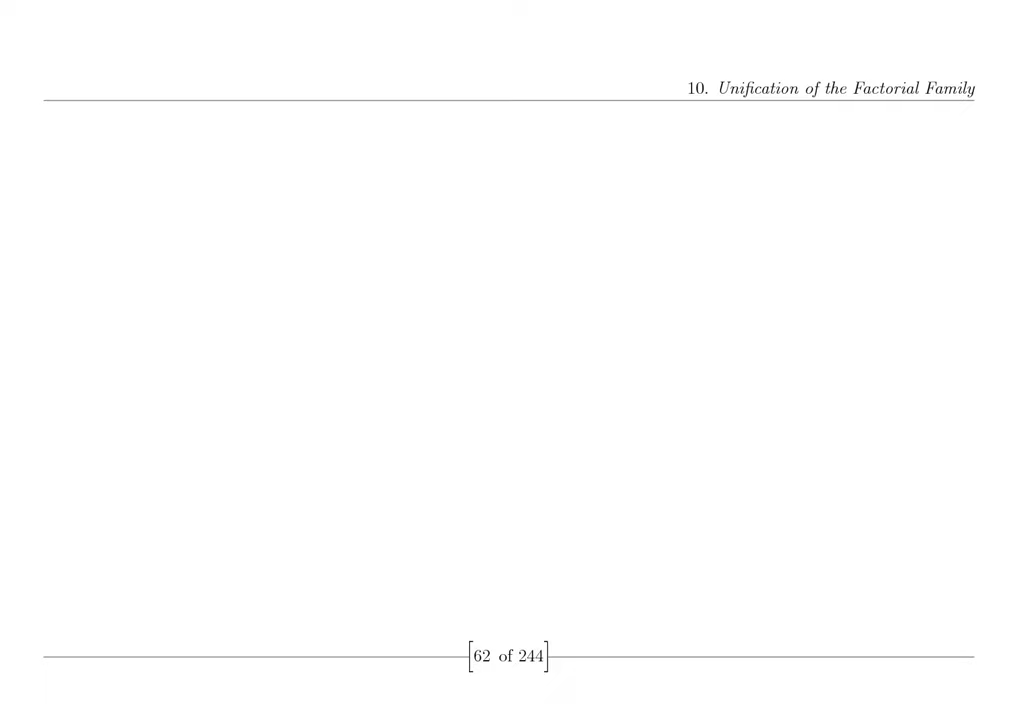 10. Unification of the Factorial Family
[62 of 244]